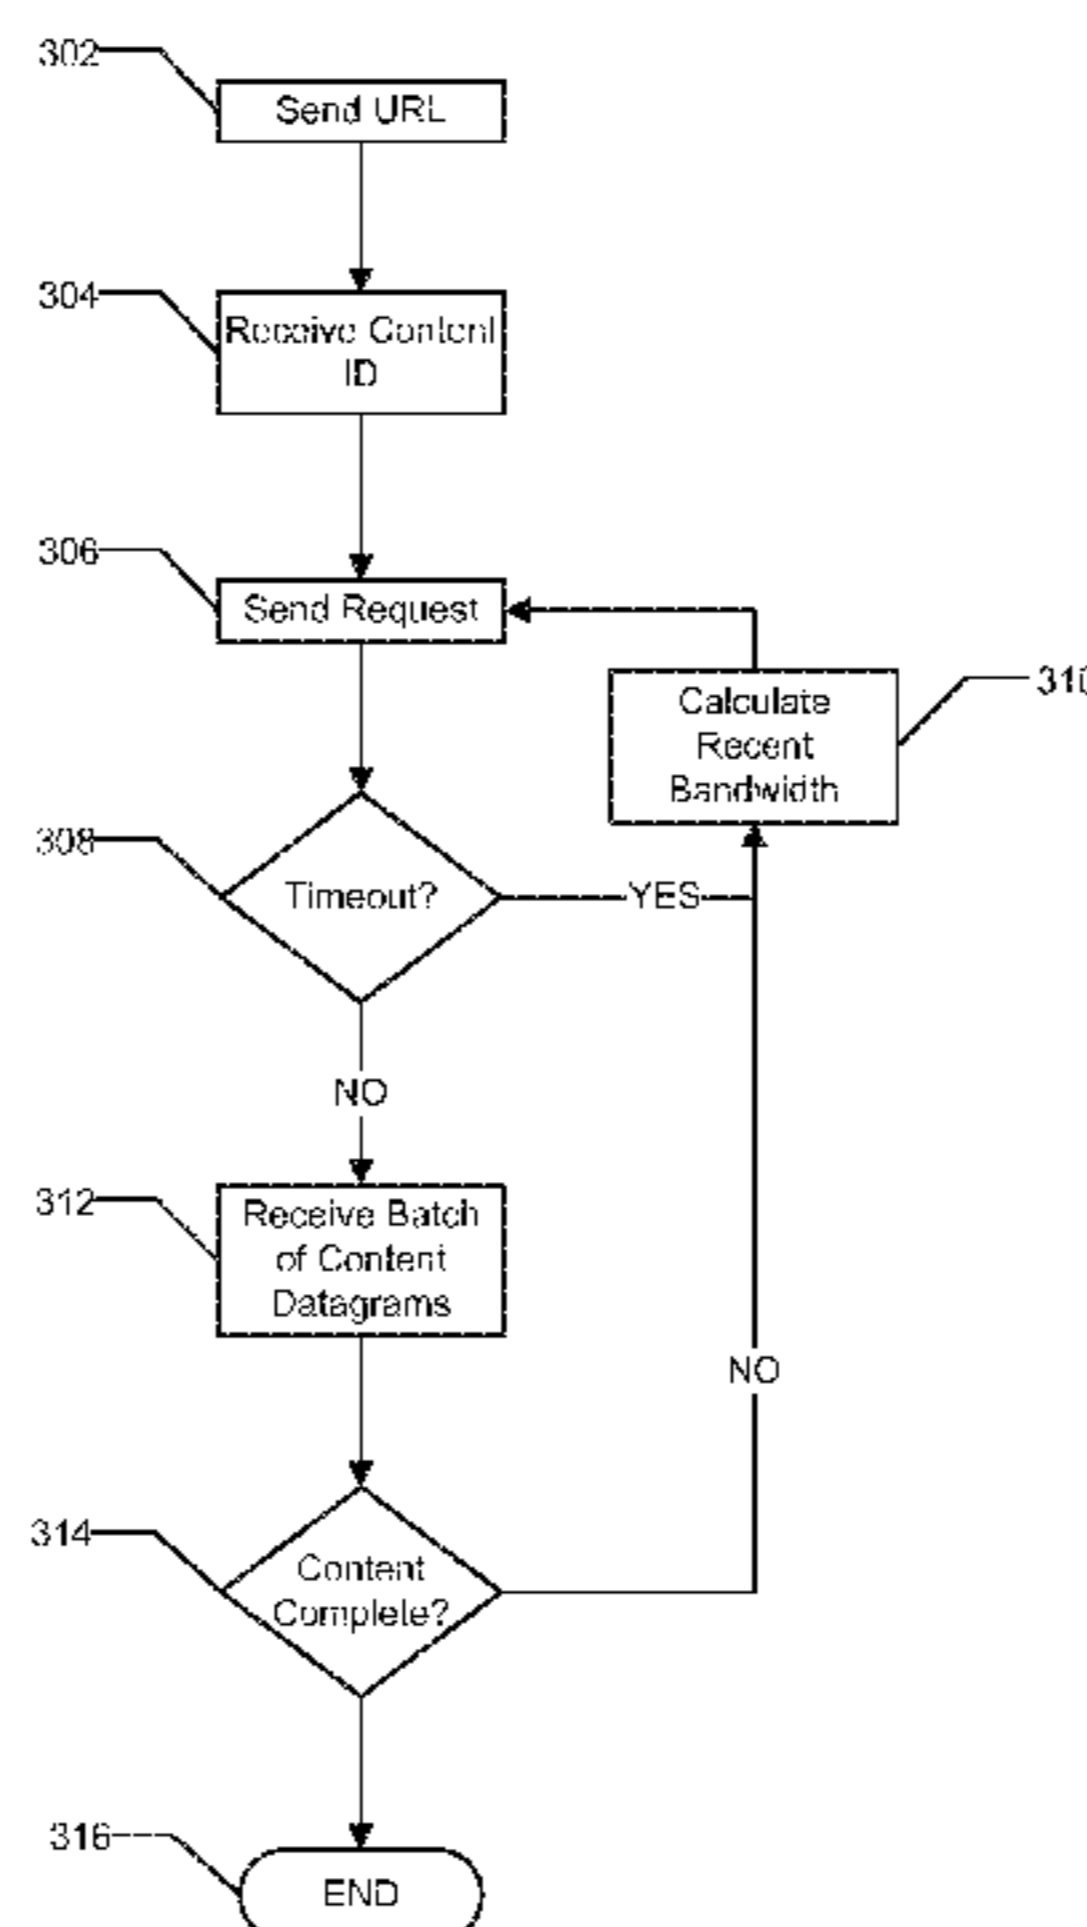 302
Send URL
304
Receive Content
ID
306
Send Request
Calculate
Recent
Bandwidth
310
308
Timeout?
YES
NO
312
Receive Batch
of Content
Datagrams
NO
314
Content
Complete?
316
END